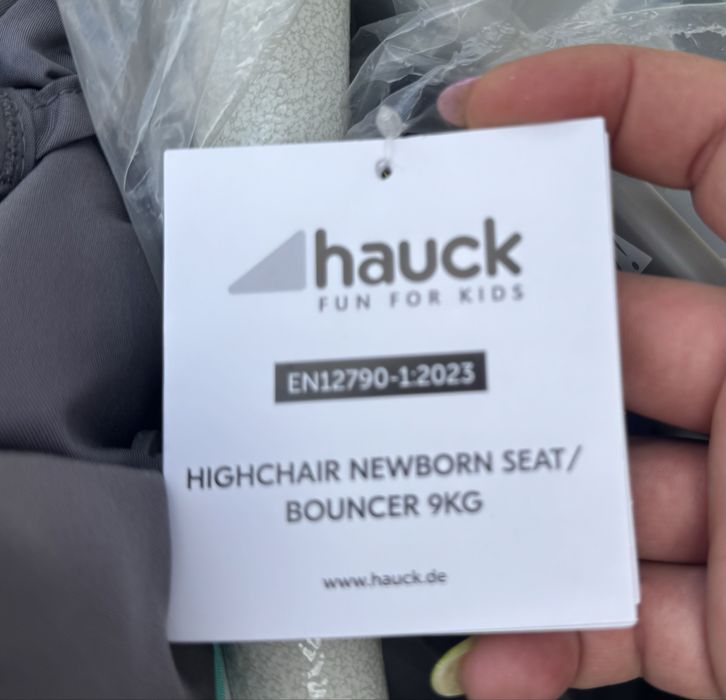 hauck
FUN FOR KIDS
EN12790-1:2023
HIGHCHAIR NEWBORN SEAT/
BOUNCER 9KG
www.hauck.de